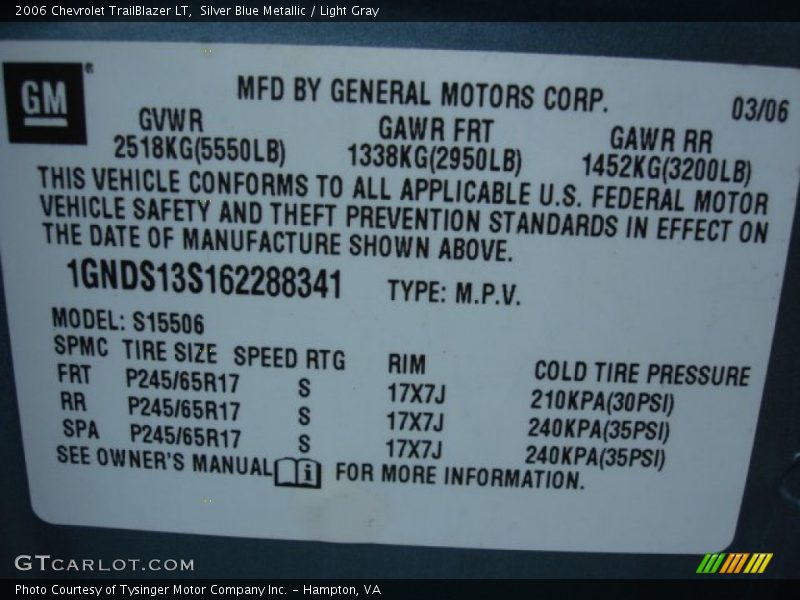 2006 Chevrolet TrailBlazer LT,  Silver Blue Metallic / Light Gray
GM®
MFD BY GENERAL MOTORS CORP.
03/06
GVWR GAWR FRT GAWR RR
2518KG(5550LB) 1338KG(2950LB) 1452KG(3200LB)
THIS VEHICLE CONFORMS TO ALL APPLICABLE U.S. FEDERAL MOTOR
VEHICLE SAFETY AND THEFT PREVENTION STANDARDS IN EFFECT ON
THE DATE OF MANUFACTURE SHOWN ABOVE.
1GNDS13S162288341 TYPE: M.P.V.
MODEL: S15506
SPMC TIRE SIZE SPEED RTG RIM COLD TIRE PRESSURE
FRT P245/65R17 S 17X7J 210KPA(30PSI)
RR P245/65R17 S 17X7J 240KPA(35PSI)
SPA P245/65R17 S 17X7J 240KPA(35PSI)
SEE OWNER'S MANUAL i FOR MORE INFORMATION.
GTCARLOT.COM
Photo Courtesy of Tysinger Motor Company Inc. - Hampton, VA